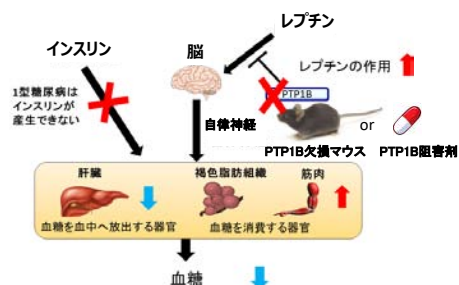 レプチン
インスリン
脳
1型糖尿病は
インスリンが
産生できない
PTP1B
レプチンの作用
自律神経
or
PTP1B欠損マウス
PTP1B阻害剤
肝臓
褐色脂肪組織
筋肉
血糖を血中へ放出する器官
血糖を消費する器官
血糖